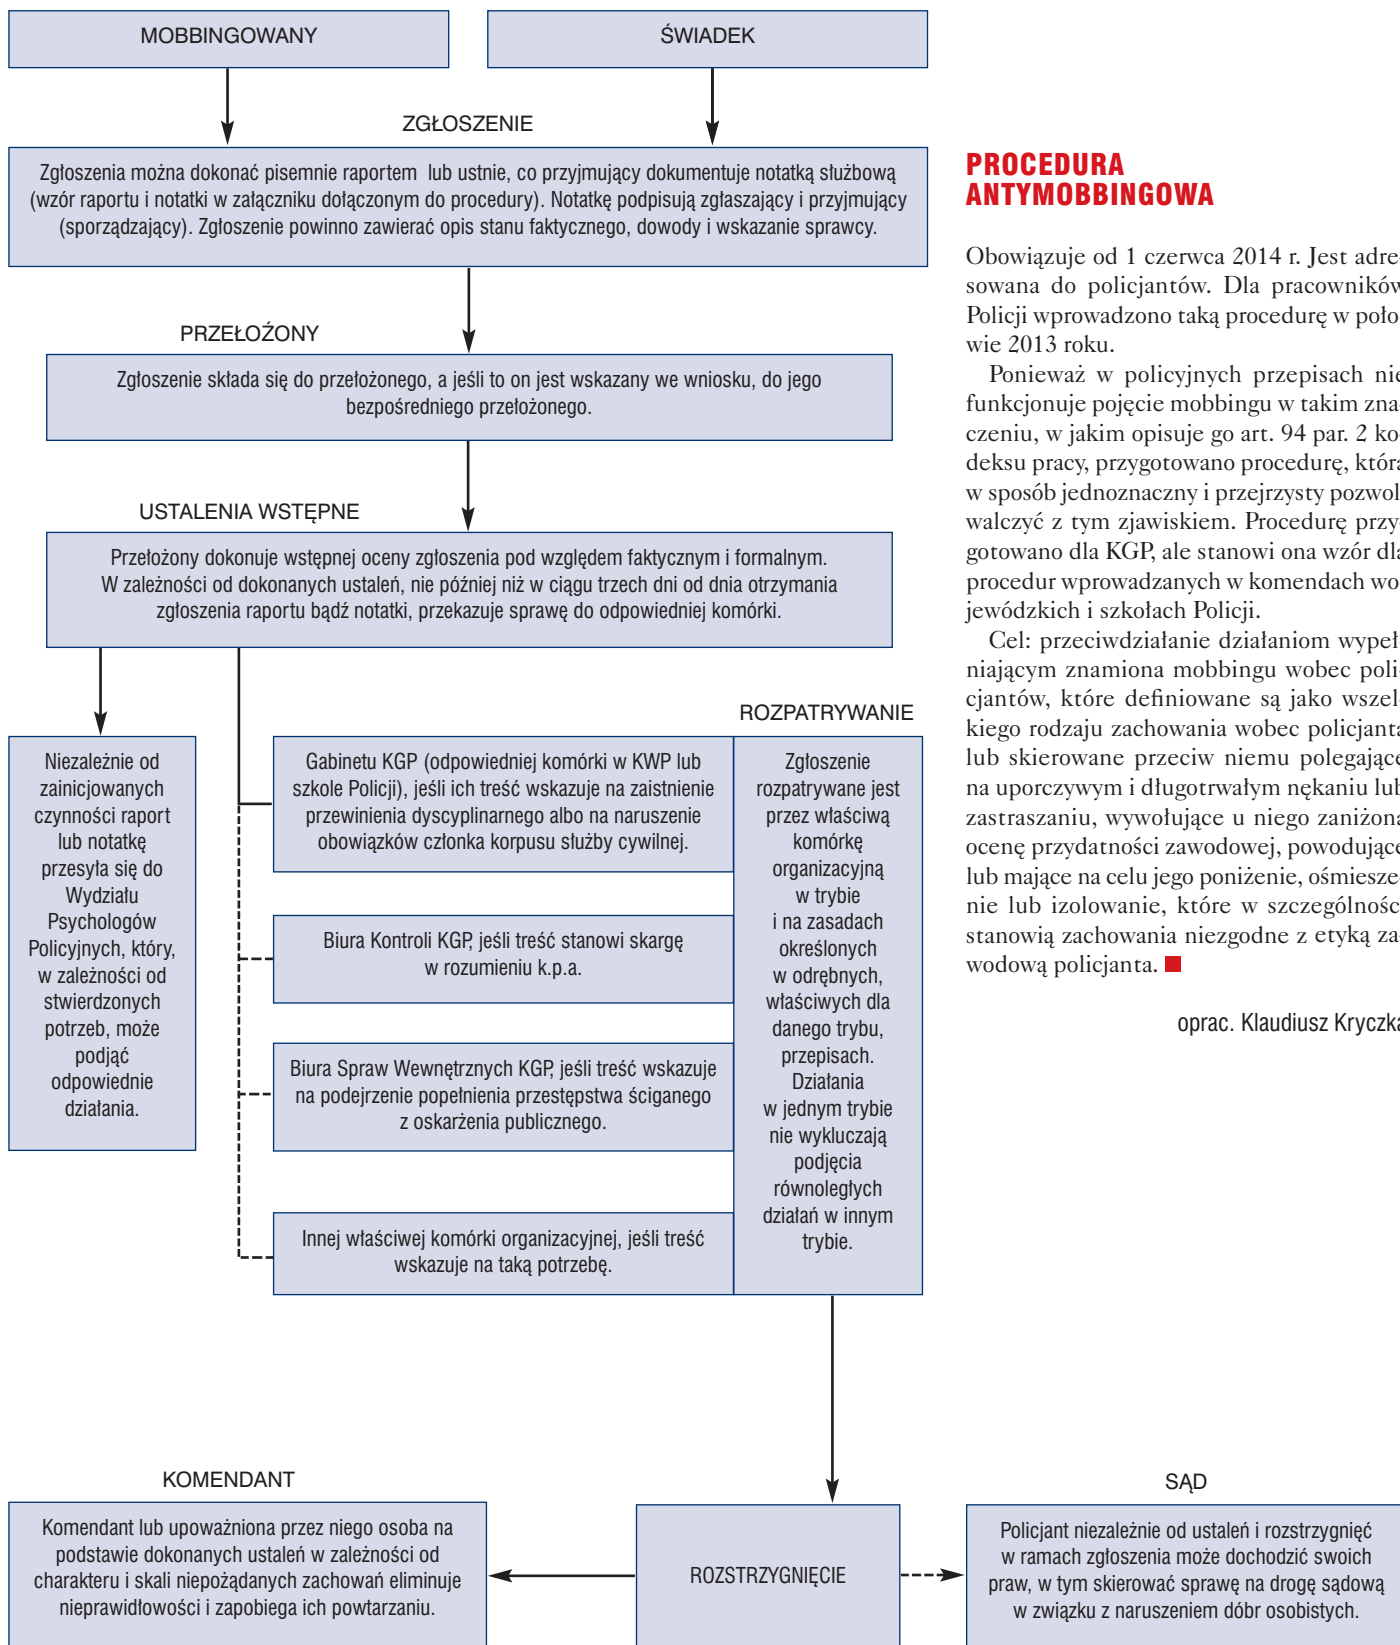 MOBBINGOWANY
ŚWIADEK
ZGŁOSZENIE
Zgłoszenia można dokonać pisemnie raportem lub ustnie, co przyjmujący dokumentuje notatką służbową
(wzór raportu i notatki w załączniku dołączonym do procedury). Notatkę podpisują zgłaszający i przyjmujący
(sporządzający). Zgłoszenie powinno zawierać opis stanu faktycznego, dowody i wskazanie sprawcy.
PRZEŁOŻONY
Zgłoszenie składa się do przełożonego, a jeśli to on jest wskazany we wniosku, do jego
bezpośredniego przełożonego.
USTALENIA WSTĘPNE
Przełożony dokonuje wstępnej oceny zgłoszenia pod względem faktycznym i formalnym.
W zależności od dokonanych ustaleń, nie później niż w ciągu trzech dni od dnia otrzymania
zgłoszenia raportu bądź notatki, przekazuje sprawę do odpowiedniej komórki.
Niezależnie od
zainicjowanych
czynności raport
lub notatkę
przesyła się do
Wydziału
Psychologów
Policyjnych, który,
w zależności od
stwierdzonych
potrzeb, może
podjąć
odpowiednie
działania.
Gabinetu KGP (odpowiedniej komórki w KWP lub
szkole Policji), jeśli ich treść wskazuje na zaistnienie
przewinienia dyscyplinarnego albo na naruszenie
obowiązków członka korpusu służby cywilnej.
Biura Kontroli KGP, jeśli treść stanowi skargę
w rozumieniu k.p.a.
Biura Spraw Wewnętrznych KGP, jeśli treść wskazuje
na podejrzenie popełnienia przestępstwa ściganego
z oskarżenia publicznego.
Innej właściwej komórki organizacyjnej, jeśli treść
wskazuje na taką potrzebę.
ROZPATRYWANIE
Zgłoszenie
rozpatrywane jest
przez właściwą
komórkę
organizacyjną
w trybie
i na zasadach
określonych
w odrębnych,
właściwych dla
danego trybu,
przepisach.
Działania
w jednym trybie
nie wykluczają
podjęcia
równoległych
działań w innym
trybie.
KOMENDANT
Komendant lub upoważniona przez niego osoba na
podstawie dokonanych ustaleń w zależności od
charakteru i skali niepożądanych zachowań eliminuje
nieprawidłowości i zapobiega ich powtarzaniu.
ROZSTRZYGNIĘCIE
SĄD
Policjant niezależnie od ustaleń i rozstrzygnięć
w ramach zgłoszenia może dochodzić swoich
praw, w tym skierować sprawę na drogę sądową
w związku z naruszeniem dóbr osobistych.
PROCEDURA
ANTYMOBBINGOWA
Obowiązuje od 1 czerwca 2014 r. Jest adre-
sowana do policjantów. Dla pracowników
Policji wprowadzono taką procedurę w poło-
wie 2013 roku.
Ponieważ w policyjnych przepisach nie
funkcjonuje pojęcie mobbingu w takim zna-
czeniu, w jakim opisuje go art. 94 par. 2 ko-
deksu pracy, przygotowano procedurę, która
w sposób jednoznaczny i przejrzysty pozwoli
walczyć z tym zjawiskiem. Procedurę przy-
gotowano dla KGP, ale stanowi ona wzór dla
procedur wprowadzanych w komendach wo-
jewódzkich i szkołach Policji.
Cel: przeciwdziałanie działaniom wypeł-
niającym znamiona mobbingu wobec poli-
cjantów, które definiowane są jako wszel-
kiego rodzaju zachowania wobec policjanta
lub skierowane przeciw niemu polegające
na uporczywym i długotrwałym nękaniu lub
zastraszaniu, wywołujące u niego zaniżoną
ocenę przydatności zawodowej, powodujące
lub mające na celu jego poniżenie, ośmiesze-
nie lub izolowanie, które w szczególności
stanowią zachowania niezgodne z etyką za-
wodową policjanta.
oprac. Klaudiusz Kryczka